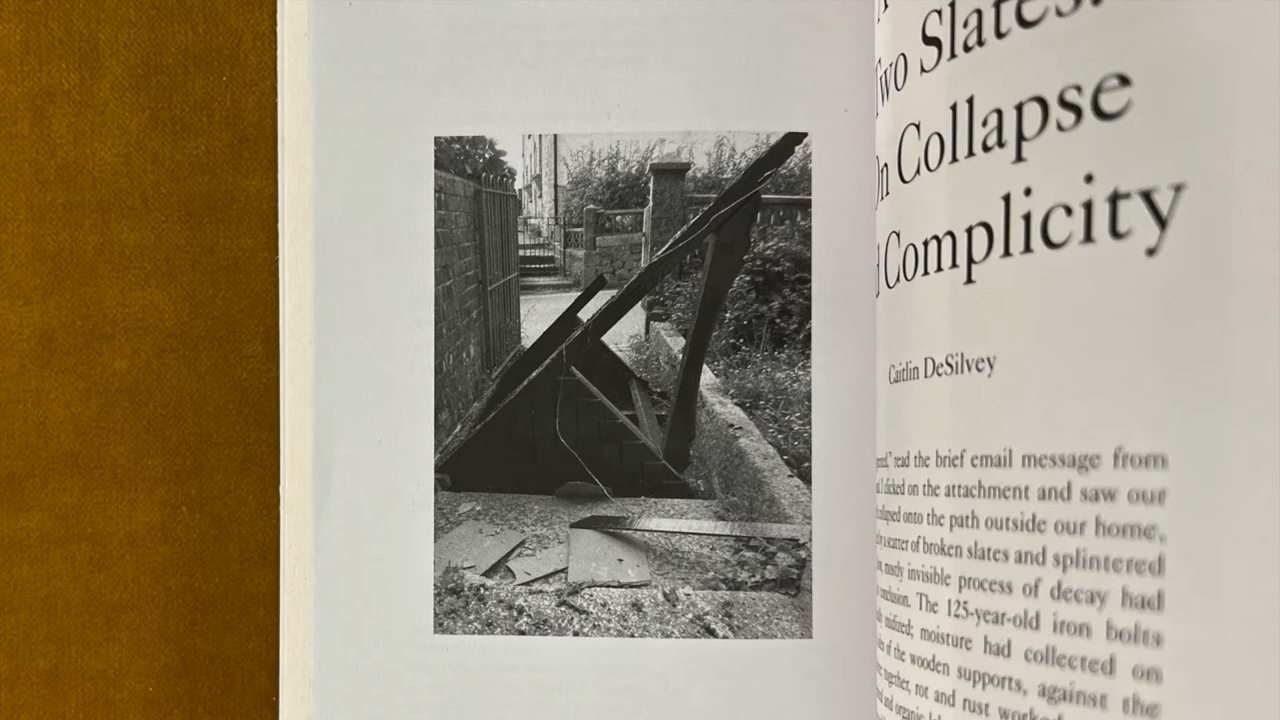 Two Slates:
On Collapse
Complicity
Caitlin DeSilvey
read the brief email message from
I clicked on the attachment and saw our
onto the path outside our home,
scatter of broken slates and splintered
mostly invisible process of decay had
conclusion. The 125-year-old iron bolts
moisture had collected on
of the wooden supports, against the
together, rot and rust
and organic